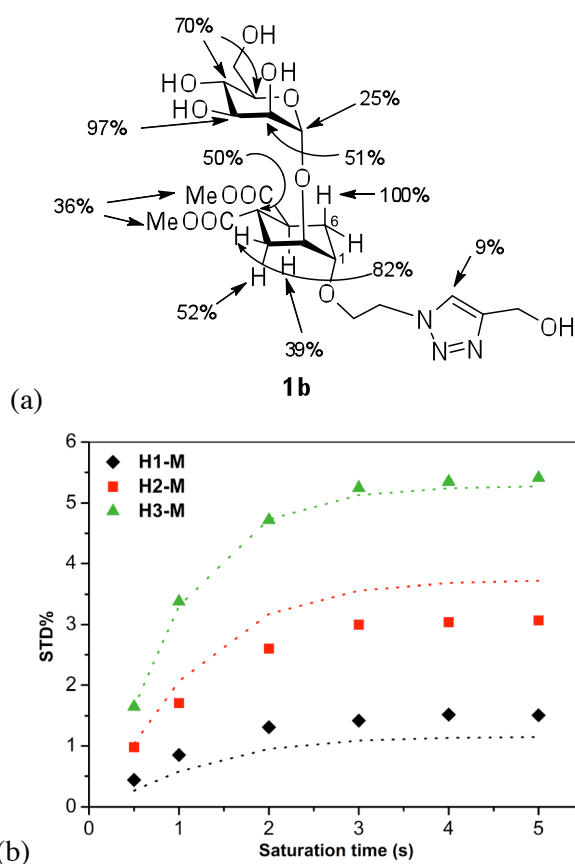 70%
OH
HO
OH
O
HO
25%
97%
50%
51%
O
H
100%
36%
MeOOC
MeOOC
6
H
H
1
H
H
82%
9%
52%
O
39%
N
N
N
OH
1b
(a)
6
5
4
3
2
1
0
STD%
H1-M
H2-M
H3-M
0 1 2 3 4 5
Saturation time (s)
(b)